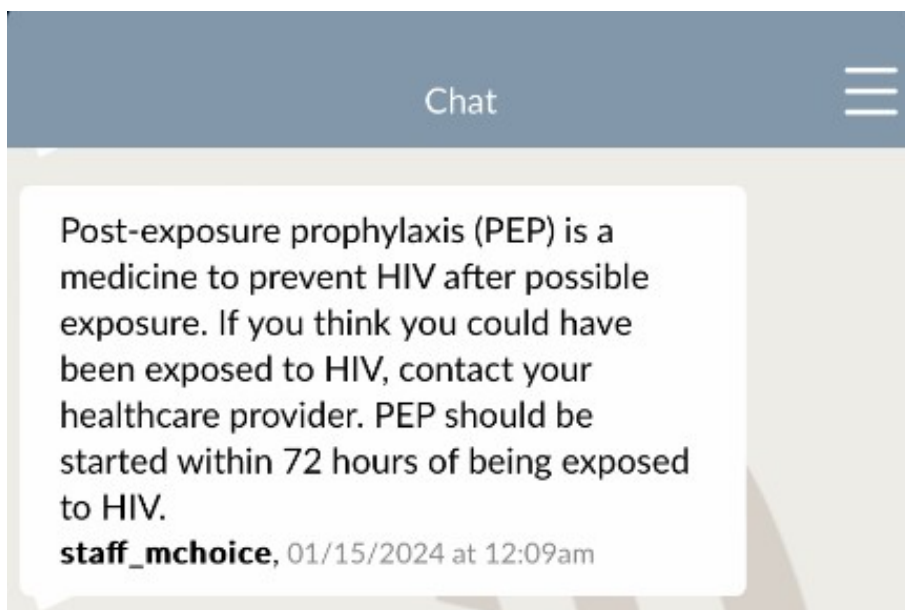 Chat
Post-exposure prophylaxis (PEP) is a
medicine to prevent HIV after possible
exposure. If you think you could have
been exposed to HIV, contact your
healthcare provider. PEP should be
started within 72 hours of being exposed
to HIV.
staff_mchoice, 01/15/2024 at 12:09am